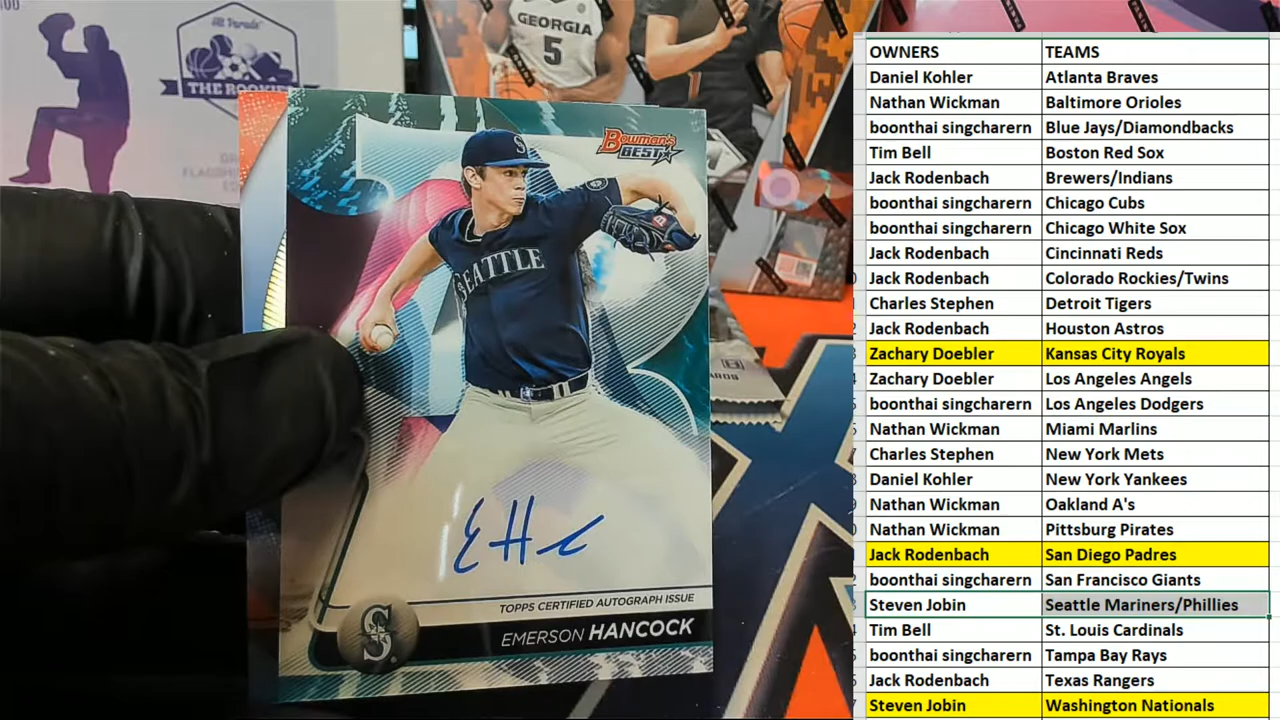 Hit Parade
THE ROOKIES
GEORGIA
5
Bowman's
BEST
S
SEATTLE
E H
TOPPS CERTIFIED AUTOGRAPH ISSUE
EMERSON HANCOCK
S
OWNERS TEAMS
Daniel Kohler Atlanta Braves
Nathan Wickman Baltimore Orioles
boonthai singcharern Blue Jays/Diamondbacks
Tim Bell Boston Red Sox
Jack Rodenbach Brewers/Indians
boonthai singcharern Chicago Cubs
boonthai singcharern Chicago White Sox
Jack Rodenbach Cincinnati Reds
Jack Rodenbach Colorado Rockies/Twins
Charles Stephen Detroit Tigers
Jack Rodenbach Houston Astros
Zachary Doebler Kansas City Royals
Zachary Doebler Los Angeles Angels
boonthai singcharern Los Angeles Dodgers
Nathan Wickman Miami Marlins
Charles Stephen New York Mets
Daniel Kohler New York Yankees
Nathan Wickman Oakland A's
Nathan Wickman Pittsburg Pirates
Jack Rodenbach San Diego Padres
boonthai singcharern San Francisco Giants
Steven Jobin Seattle Mariners/Phillies
Tim Bell St. Louis Cardinals
boonthai singcharern Tampa Bay Rays
Jack Rodenbach Texas Rangers
Steven Jobin Washington Nationals